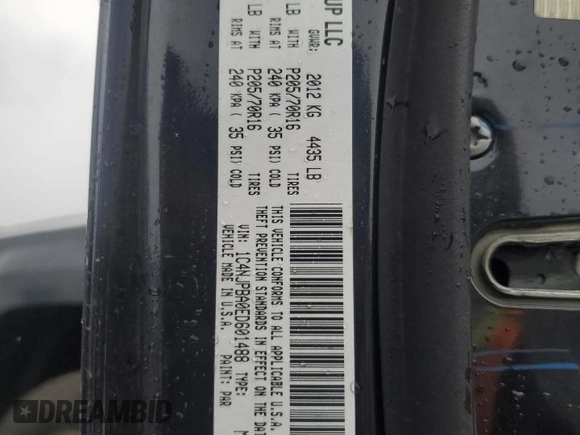 UP LLC
GVWR: 2012 KG 4435 LB
LB WITH P205/70R16 TIRES
RIMS AT 240 KPA ( 35 PSI) COLD
LB WITH P205/70R16 TIRES
RIMS AT 240 KPA ( 35 PSI) COLD
THIS VEHICLE CONFORMS TO ALL APPLICABLE U.S.A.
THEFT PREVENTION STANDARDS IN EFFECT ON THE DA
VIN: 1C4NJPBA0ED601488 TYPE: M
VEHICLE MADE IN U.S.A. PAINT: PAR
DREAMBID